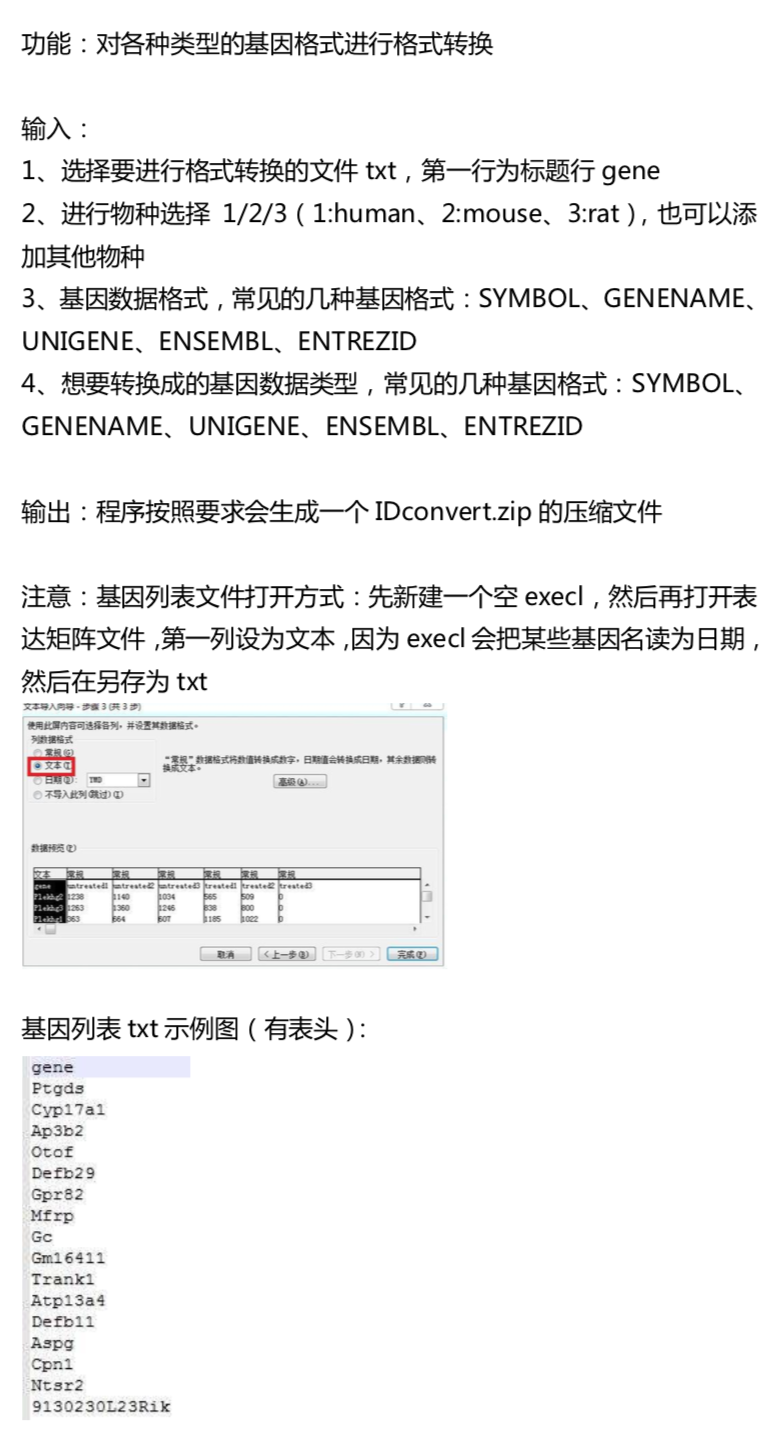 功能：对各种类型的基因格式进行格式转换
输入：
1、选择要进行格式转换的文件 txt，第一行为标题行 gene
2、进行物种选择 1/2/3（1:human、2:mouse、3:rat），也可以添
加其他物种
3、基因数据格式，常见的几种基因格式：SYMBOL、GENENAME、
UNIGENE、ENSEMBL、ENTREZID
4、想要转换成的基因数据类型，常见的几种基因格式：SYMBOL、
GENENAME、UNIGENE、ENSEMBL、ENTREZID
输出：程序按照要求会生成一个 IDconvert.zip 的压缩文件
注意：基因列表文件打开方式：先新建一个空 execl，然后再打开表
达矩阵文件，第一列设为文本，因为 execl 会把某些基因名读为日期，
然后在另存为 txt
文本导入向导 - 步骤 3 (共 3 步)
使用此屏内容可选择各列，并设置其数据格式。
列数据格式
常规(G)
文本(T)
日期(D)： YMD
不导入此列(跳过)(I)
“常规”数据格式将数值转换成数字，日期值会转换成日期，其余数据则转
换成文本。
高级(A)...
数据预览(P)
文本 常规 常规 常规 常规 常规 常规
gene untreated1 untreated2 untreated3 treated1 treated2 treated3
Plekhg2 1238 1140 1034 565 509 0
Plekhg3 1263 1360 1246 838 800 0
Plekhg1 363 664 607 1185 1022 0
取消 <上一步(B) 下一步(N)> 完成(F)
基因列表 txt 示例图（有表头）：
gene
Ptgds
Cyp17a1
Ap3b2
Otof
Defb29
Gpr82
Mfrp
Gc
Gm16411
Trank1
Atp13a4
Defb11
Aspg
Cpn1
Ntsr2
9130230L23Rik